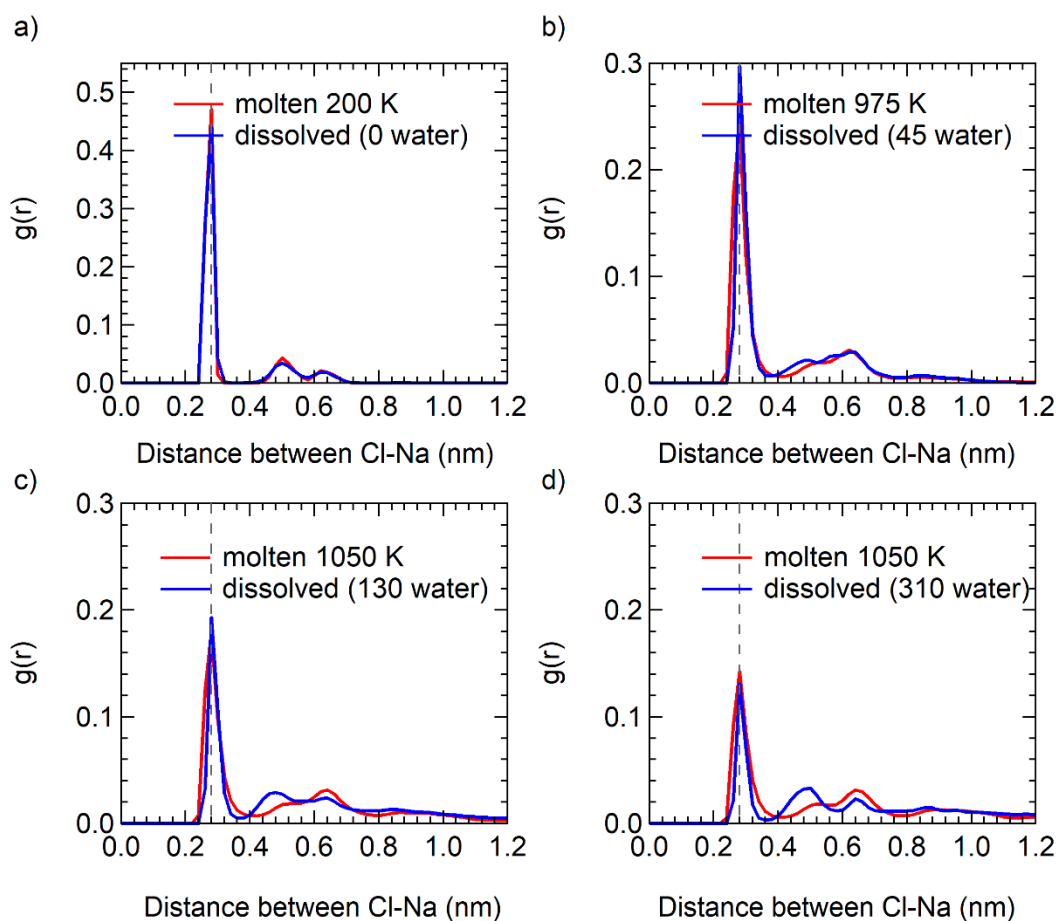 a)
g(r)
0.5
0.4
0.3
0.2
0.1
0.0
molten 200 K
dissolved (0 water)
0.0 0.2 0.4 0.6 0.8 1.0 1.2
Distance between Cl-Na (nm)
b)
g(r)
0.3
0.2
0.1
0.0
molten 975 K
dissolved (45 water)
0.0 0.2 0.4 0.6 0.8 1.0 1.2
Distance between Cl-Na (nm)
c)
g(r)
0.3
0.2
0.1
0.0
molten 1050 K
dissolved (130 water)
0.0 0.2 0.4 0.6 0.8 1.0 1.2
Distance between Cl-Na (nm)
d)
g(r)
0.3
0.2
0.1
0.0
molten 1050 K
dissolved (310 water)
0.0 0.2 0.4 0.6 0.8 1.0 1.2
Distance between Cl-Na (nm)